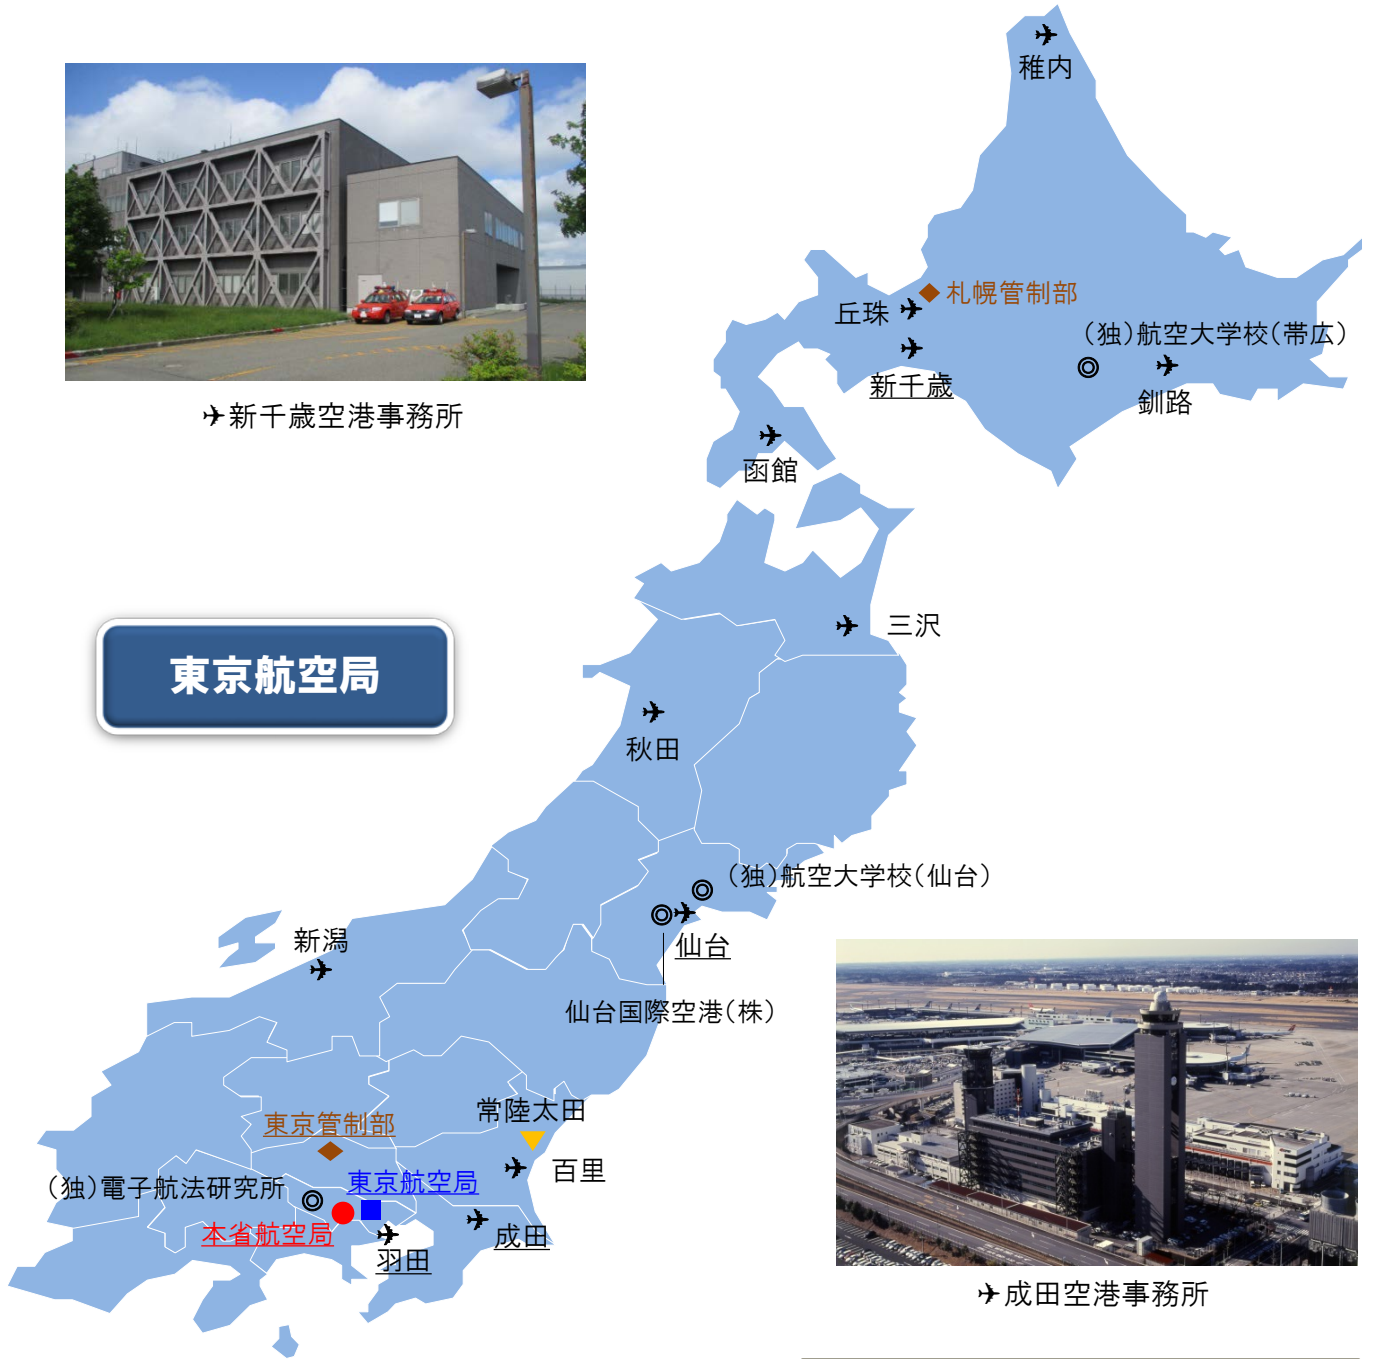 稚内
札幌管制部
丘珠
(独)航空大学校(帯広)
新千歳
釧路
✈新千歳空港事務所
函館
三沢
東京航空局
秋田
(独)航空大学校(仙台)
新潟
仙台
仙台国際空港(株)
常陸太田
東京管制部
百里
(独)電子航法研究所
東京航空局
本省航空局
成田
羽田
✈成田空港事務所